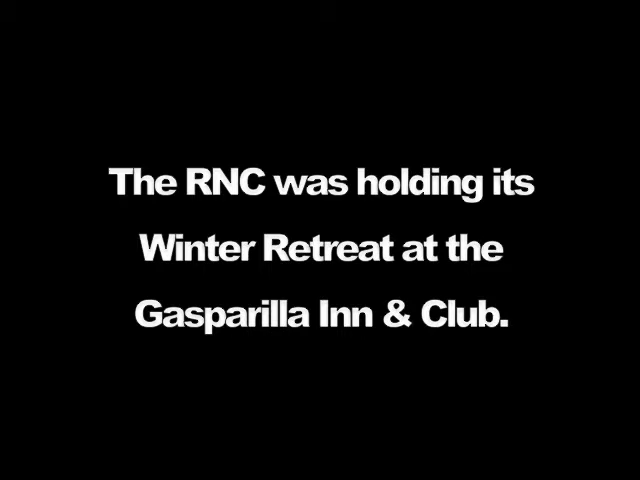 The RNC was holding its
Winter Retreat at the
Gasparilla Inn & Club.